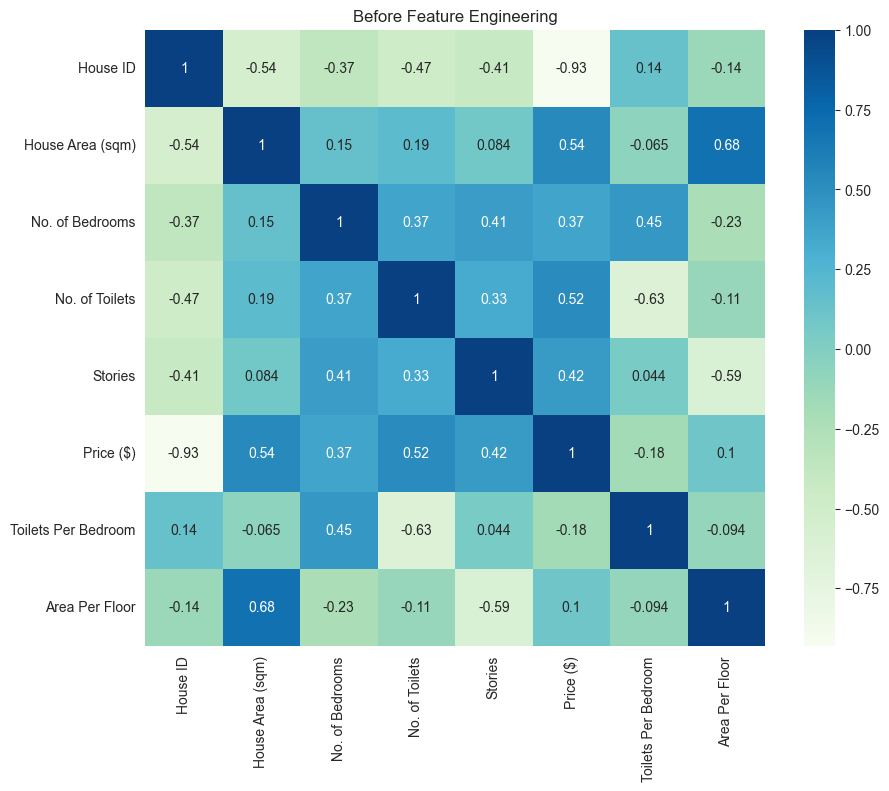 Before Feature Engineering
House ID 1 -0.54 -0.37 -0.47 -0.41 -0.93 0.14 -0.14
House Area (sqm) -0.54 1 0.15 0.19 0.084 0.54 -0.065 0.68
No. of Bedrooms -0.37 0.15 1 0.37 0.41 0.37 0.45 -0.23
No. of Toilets -0.47 0.19 0.37 1 0.33 0.52 -0.63 -0.11
Stories -0.41 0.084 0.41 0.33 1 0.42 0.044 -0.59
Price ($) -0.93 0.54 0.37 0.52 0.42 1 -0.18 0.1
Toilets Per Bedroom 0.14 -0.065 0.45 -0.63 0.044 -0.18 1 -0.094
Area Per Floor -0.14 0.68 -0.23 -0.11 -0.59 0.1 -0.094 1
House ID
House Area (sqm)
No. of Bedrooms
No. of Toilets
Stories
Price ($)
Toilets Per Bedroom
Area Per Floor
1.00
0.75
0.50
0.25
0.00
−0.25
−0.50
−0.75